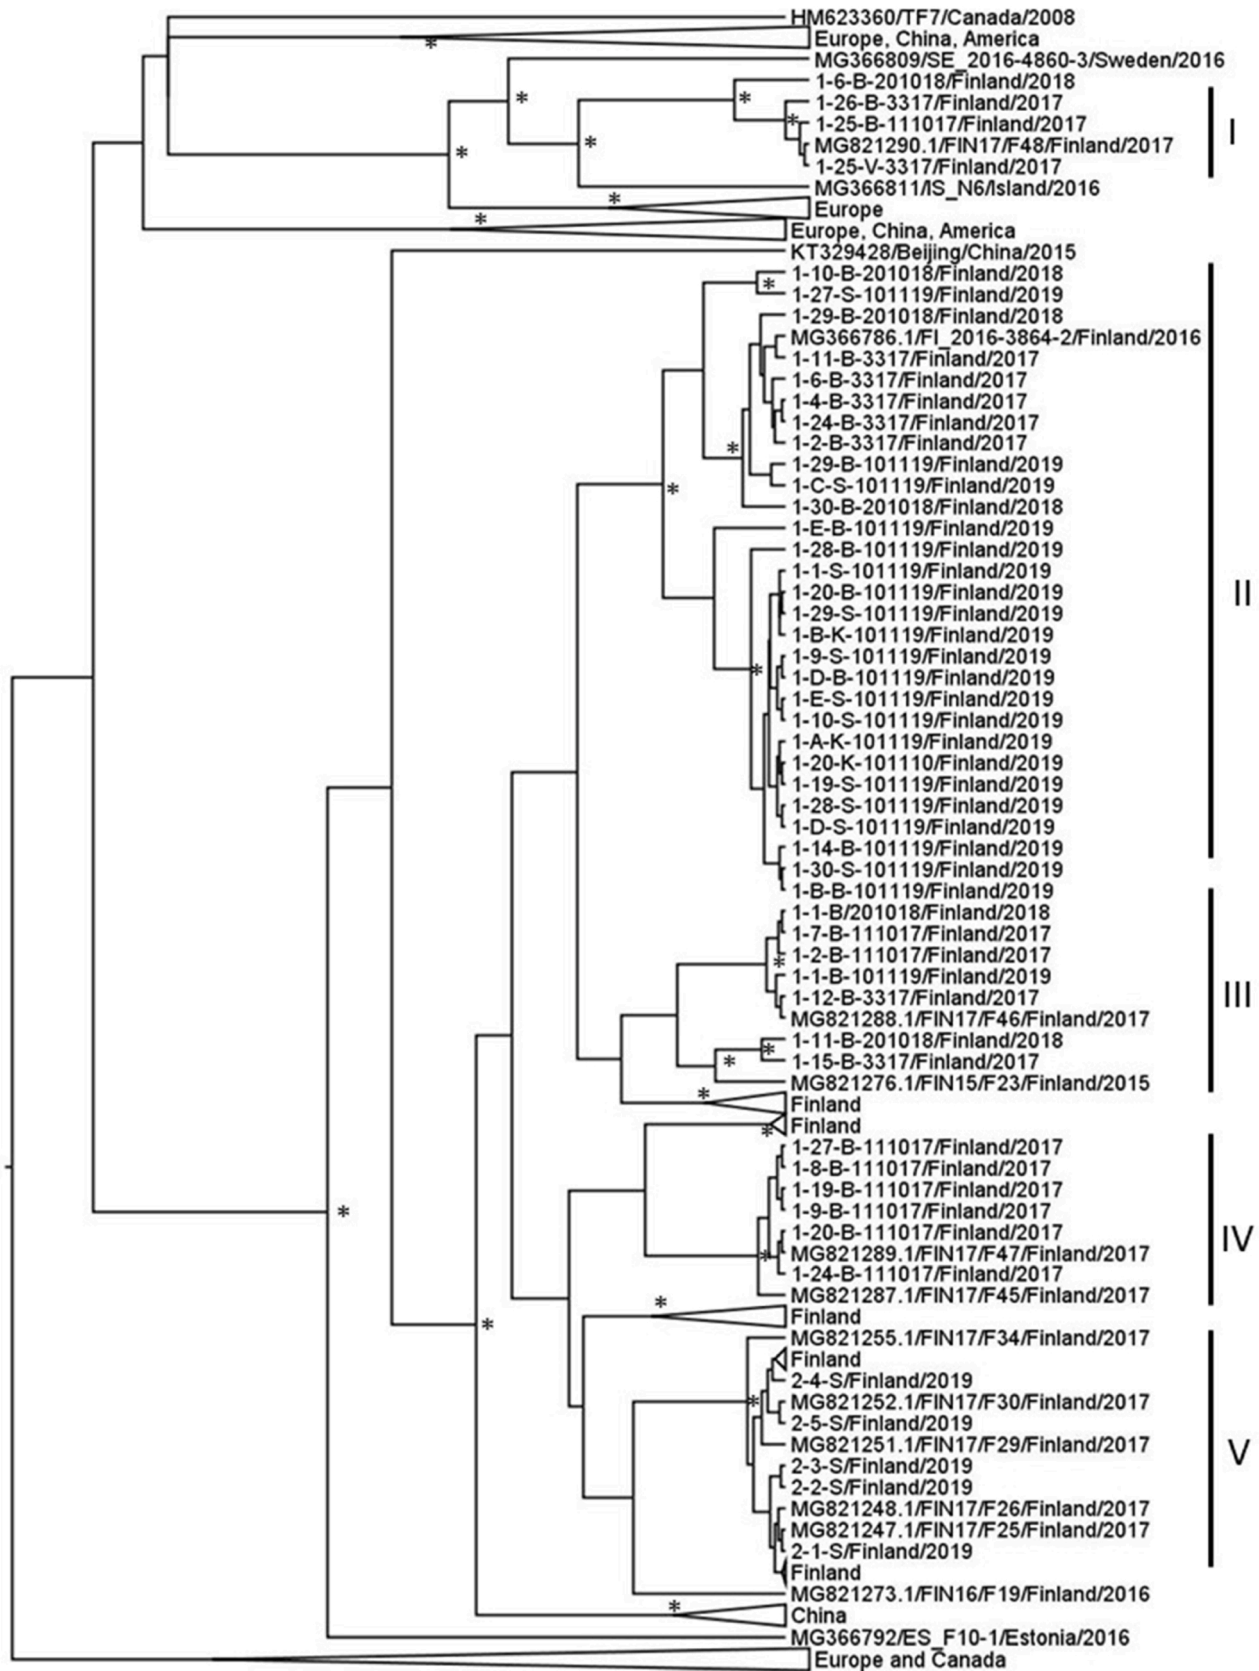 HM623360/TF7/Canada/2008
*
Europe, China, America
MG366809/SE_2016-4860-3/Sweden/2016
1-6-B-201018/Finland/2018
*
*
1-26-B-3317/Finland/2017
*
1-25-B-111017/Finland/2017
I
*
MG821290.1/FIN17/F48/Finland/2017
*
1-25-V-3317/Finland/2017
MG366811/IS_N6/Island/2016
*
Europe
*
Europe, China, America
KT329428/Beijing/China/2015
1-10-B-201018/Finland/2018
*
1-27-S-101119/Finland/2019
1-29-B-201018/Finland/2018
MG366786.1/FI_2016-3864-2/Finland/2016
1-11-B-3317/Finland/2017
1-6-B-3317/Finland/2017
1-4-B-3317/Finland/2017
1-24-B-3317/Finland/2017
1-2-B-3317/Finland/2017
*
1-29-B-101119/Finland/2019
1-C-S-101119/Finland/2019
*
1-30-B-201018/Finland/2018
1-E-B-101119/Finland/2019
1-28-B-101119/Finland/2019
1-1-S-101119/Finland/2019
1-20-B-101119/Finland/2019
II
1-29-S-101119/Finland/2019
1-B-K-101119/Finland/2019
1-9-S-101119/Finland/2019
*
1-D-B-101119/Finland/2019
1-E-S-101119/Finland/2019
1-10-S-101119/Finland/2019
1-A-K-101119/Finland/2019
1-20-K-101110/Finland/2019
1-19-S-101119/Finland/2019
1-28-S-101119/Finland/2019
1-D-S-101119/Finland/2019
1-14-B-101119/Finland/2019
1-30-S-101119/Finland/2019
1-B-B-101119/Finland/2019
1-1-B/201018/Finland/2018
1-7-B-111017/Finland/2017
1-2-B-111017/Finland/2017
*
1-1-B-101119/Finland/2019
1-12-B-3317/Finland/2017
III
MG821288.1/FIN17/F46/Finland/2017
1-11-B-201018/Finland/2018
*
*
1-15-B-3317/Finland/2017
MG821276.1/FIN15/F23/Finland/2015
*
Finland
Finland
*
1-27-B-111017/Finland/2017
1-8-B-111017/Finland/2017
1-19-B-111017/Finland/2017
1-9-B-111017/Finland/2017
*
1-20-B-111017/Finland/2017
IV
MG821289.1/FIN17/F47/Finland/2017
*
1-24-B-111017/Finland/2017
MG821287.1/FIN17/F45/Finland/2017
*
Finland
*
MG821255.1/FIN17/F34/Finland/2017
Finland
2-4-S/Finland/2019
MG821252.1/FIN17/F30/Finland/2017
*
2-5-S/Finland/2019
MG821251.1/FIN17/F29/Finland/2017
V
2-3-S/Finland/2019
2-2-S/Finland/2019
MG821248.1/FIN17/F26/Finland/2017
MG821247.1/FIN17/F25/Finland/2017
2-1-S/Finland/2019
Finland
MG821273.1/FIN16/F19/Finland/2016
*
China
MG366792/ES_F10-1/Estonia/2016
Europe and Canada